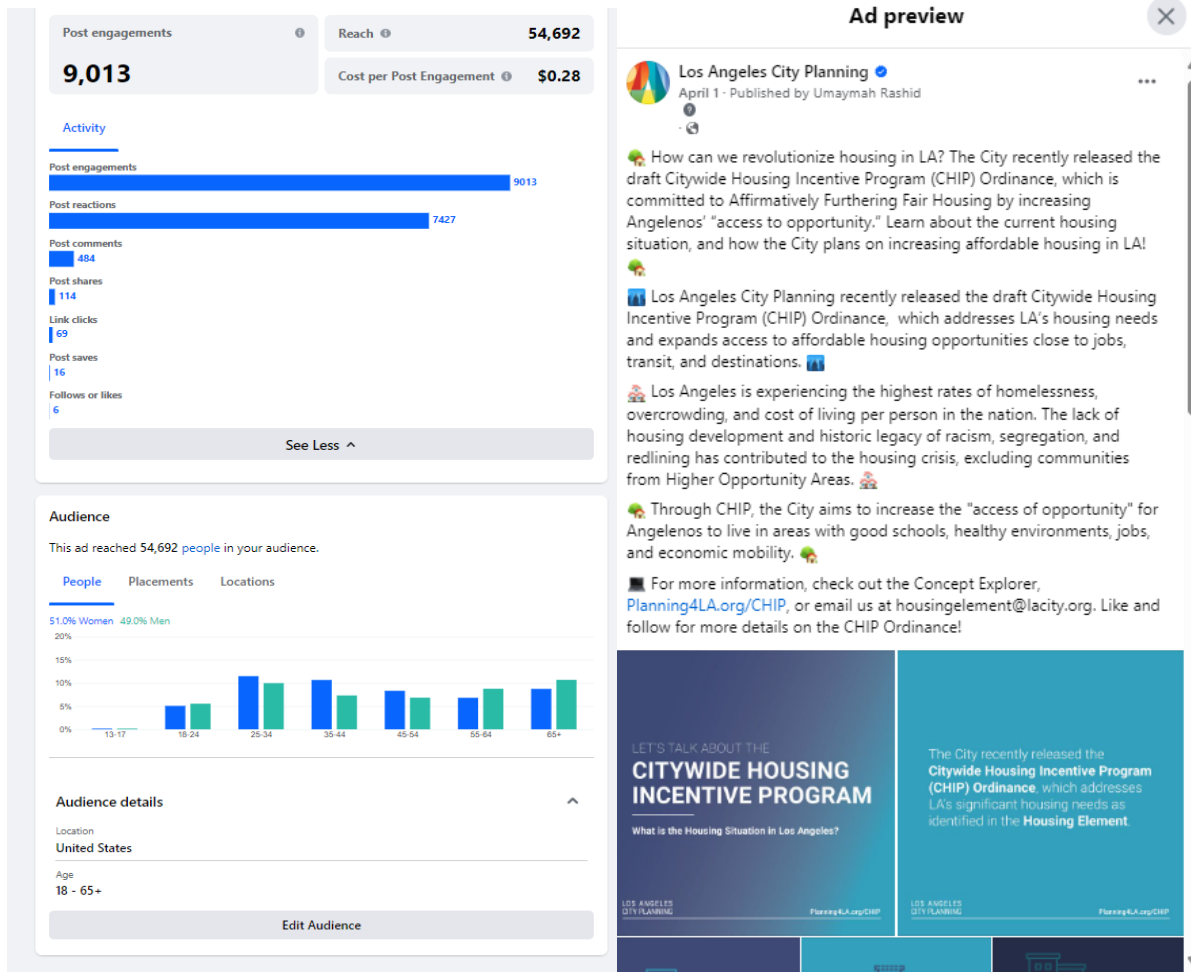 Post engagements
9,013
Reach 54,692
Cost per Post Engagement $0.28
Activity
Post engagements
9013
Post reactions
7427
Post comments
484
Post shares
114
Link clicks
69
Post saves
16
Follows or likes
6
See Less
Audience
This ad reached 54,692 people in your audience.
People Placements Locations
51.0% Women 49.0% Men
20%
15%
10%
5%
0%
13-17 18-24 25-34 35-44 45-54 55-64 65+
Audience details
Location
United States
Age
18 - 65+
Edit Audience
Ad preview
Los Angeles City Planning
April 1 · Published by Umaymah Rashid
How can we revolutionize housing in LA? The City recently released the
draft Citywide Housing Incentive Program (CHIP) Ordinance, which is
committed to Affirmatively Furthering Fair Housing by increasing
Angelenos' “access to opportunity.” Learn about the current housing
situation, and how the City plans on increasing affordable housing in LA!
Los Angeles City Planning recently released the draft Citywide Housing
Incentive Program (CHIP) Ordinance, which addresses LA's housing needs
and expands access to affordable housing opportunities close to jobs,
transit, and destinations.
Los Angeles is experiencing the highest rates of homelessness,
overcrowding, and cost of living per person in the nation. The lack of
housing development and historic legacy of racism, segregation, and
redlining has contributed to the housing crisis, excluding communities
from Higher Opportunity Areas.
Through CHIP, the City aims to increase the "access of opportunity" for
Angelenos to live in areas with good schools, healthy environments, jobs,
and economic mobility.
For more information, check out the Concept Explorer,
Planning4LA.org/CHIP, or email us at housingelement@lacity.org. Like and
follow for more details on the CHIP Ordinance!
LET'S TALK ABOUT THE
CITYWIDE HOUSING
INCENTIVE PROGRAM
What is the Housing Situation in Los Angeles?
LOS ANGELES
CITY PLANNING
Planning4LA.org/CHIP
The City recently released the
Citywide Housing Incentive Program
(CHIP) Ordinance, which addresses
LA's significant housing needs as
identified in the Housing Element.
LOS ANGELES
CITY PLANNING
Planning4LA.org/CHIP